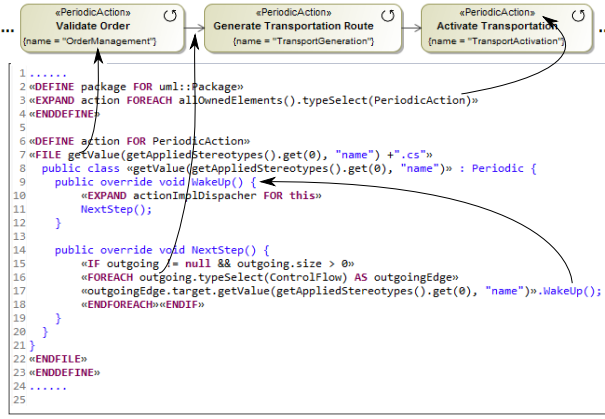 ... «PeriodicAction» Validate Order {name = "OrderManagement"}
«PeriodicAction» Generate Transportation Route {name = "TransportGeneration"}
«PeriodicAction» Activate Transportation {name = "TransportActivation"} ...
1 ......
2 «DEFINE package FOR uml::Package»
3 «EXPAND action FOREACH allOwnedElements().typeSelect(PeriodicAction)»
4 «ENDDEFINE»
5
6 «DEFINE action FOR PeriodicAction»
7 «FILE getValue(getAppliedStereotypes().get(0), "name") +".cs"»
8 public class «getValue(getAppliedStereotypes().get(0), "name")» : Periodic {
9 public override void WakeUp() {
10 «EXPAND actionImplDispacher FOR this»
11 NextStep();
12 }
13
14 public override void NextStep() {
15 «IF outgoing != null && outgoing.size > 0»
16 «FOREACH outgoing.typeSelect(ControlFlow) AS outgoingEdge»
17 «outgoingEdge.target.getValue(getAppliedStereotypes().get(0), "name")».WakeUp();
18 «ENDFOREACH»«ENDIF»
19 }
20 }
21 }
22 «ENDFILE»
23 «ENDDEFINE»
24 ......
25